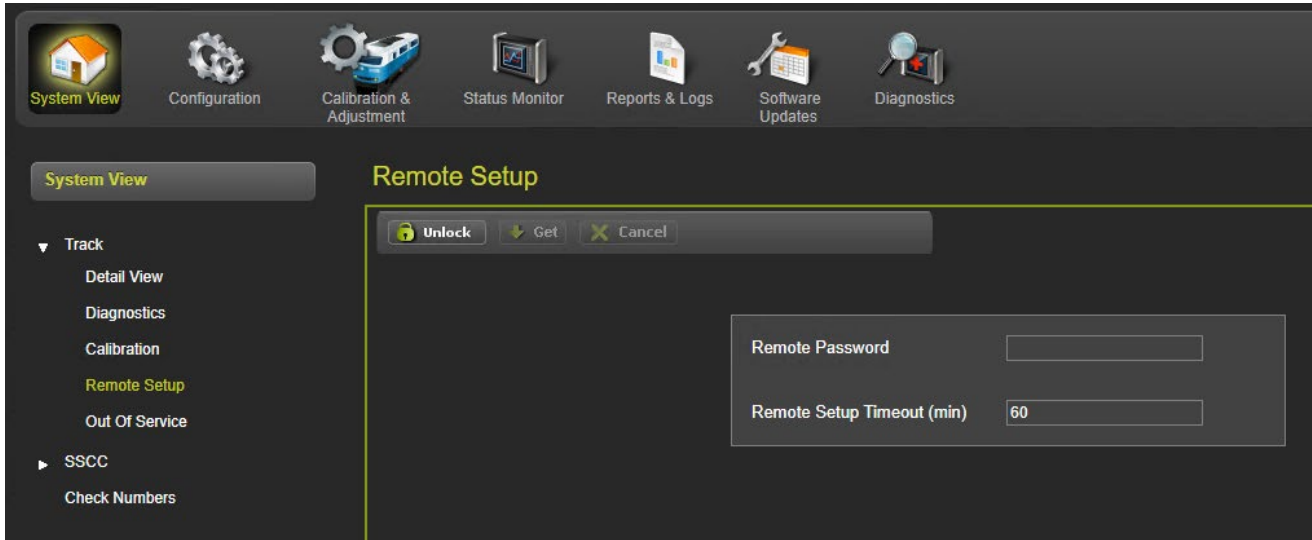 System View
Configuration
Calibration &
Adjustment
Status Monitor
Reports & Logs
Software
Updates
Diagnostics
System View
Track
Detail View
Diagnostics
Calibration
Remote Setup
Out Of Service
SSCC
Check Numbers
Remote Setup
Unlock Get Cancel
Remote Password
Remote Setup Timeout (min) 60